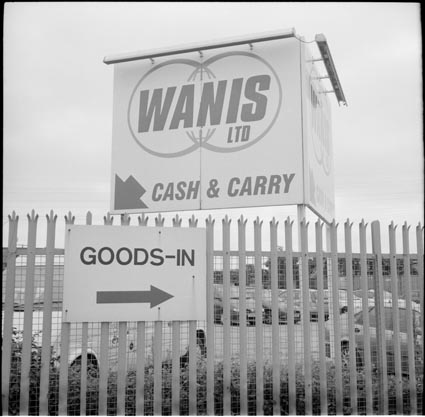 WANIS
LTD
CASH & CARRY
GOODS-IN